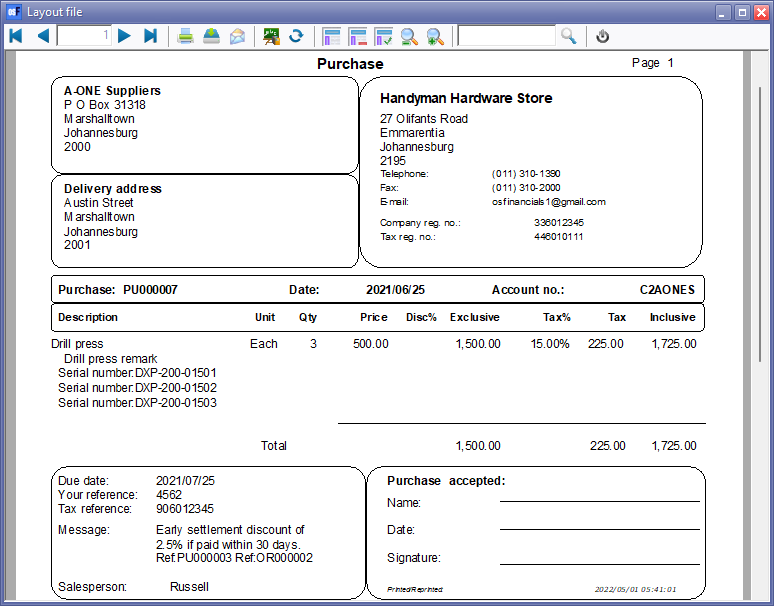 Layout file
1
Purchase
Page 1
A-ONE Suppliers
P O Box 31318
Marshalltown
Johannesburg
2000
Handyman Hardware Store
27 Olifants Road
Emmarentia
Johannesburg
2195
Telephone: (011) 310-1390
Fax: (011) 310-2000
E-mail: osfinancials1@gmail.com
Company reg. no.: 336012345
Tax reg. no.: 446010111
Delivery address
Austin Street
Marshalltown
Johannesburg
2001
Purchase: PU000007 Date: 2021/06/25 Account no.: C2AONES
Description Unit Qty Price Disc% Exclusive Tax% Tax Inclusive
Drill press Each 3 500.00 1,500.00 15.00% 225.00 1,725.00
Drill press remark
Serial number:DXP-200-01501
Serial number:DXP-200-01502
Serial number:DXP-200-01503
Total 1,500.00 225.00 1,725.00
Due date: 2021/07/25
Your reference: 4562
Tax reference: 906012345
Message: Early settlement discount of
2.5% if paid within 30 days.
Ref:PU000003 Ref:OR000002
Salesperson: Russell
Purchase accepted:
Name:
Date:
Signature:
Printed/Reprinted: 2022/05/01 05:41:01